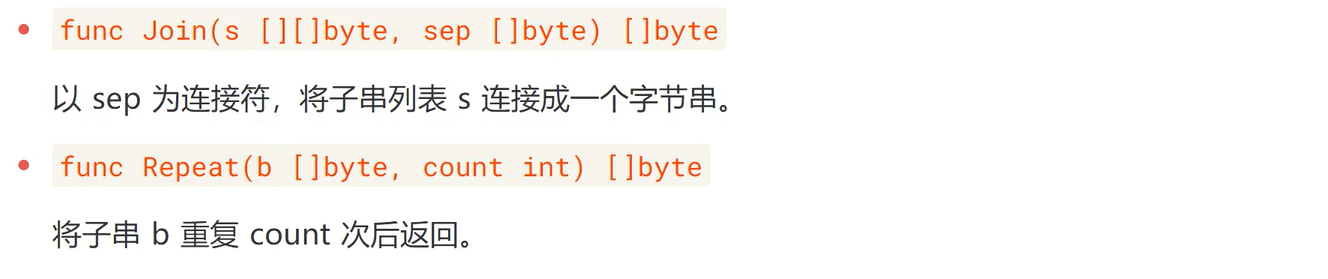 func Join(s [][]byte, sep []byte) []byte
以 sep 为连接符，将子串列表 s 连接成一个字节串。
func Repeat(b []byte, count int) []byte
将子串 b 重复 count 次后返回。